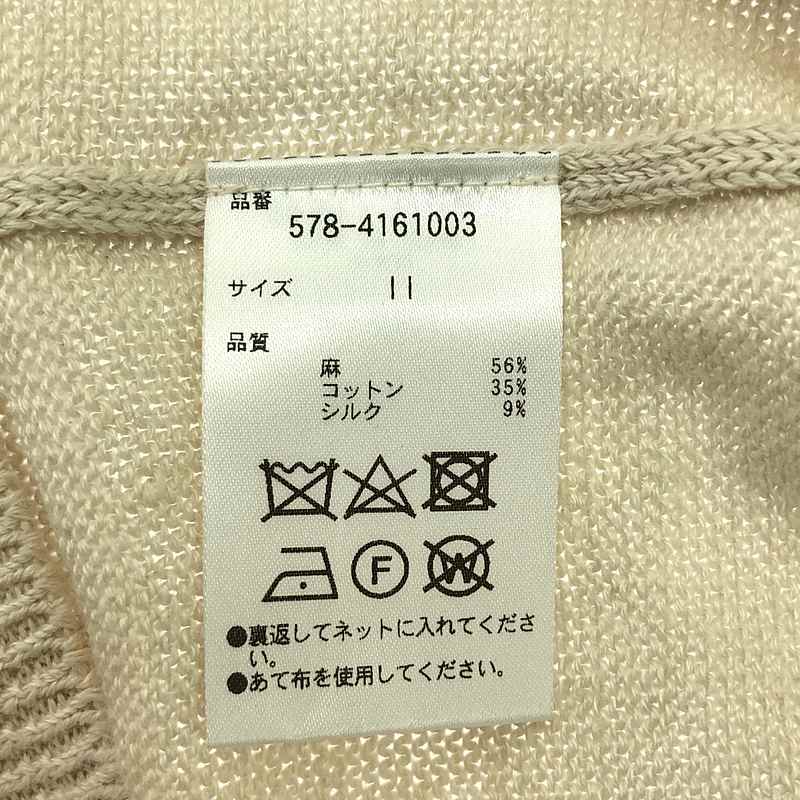 品番
578-4161003
サイズ II
品質
麻 56%
コットン 35%
シルク 9%
F W
●裏返してネットに入れてくださ
い。
●あて布を使用してください。